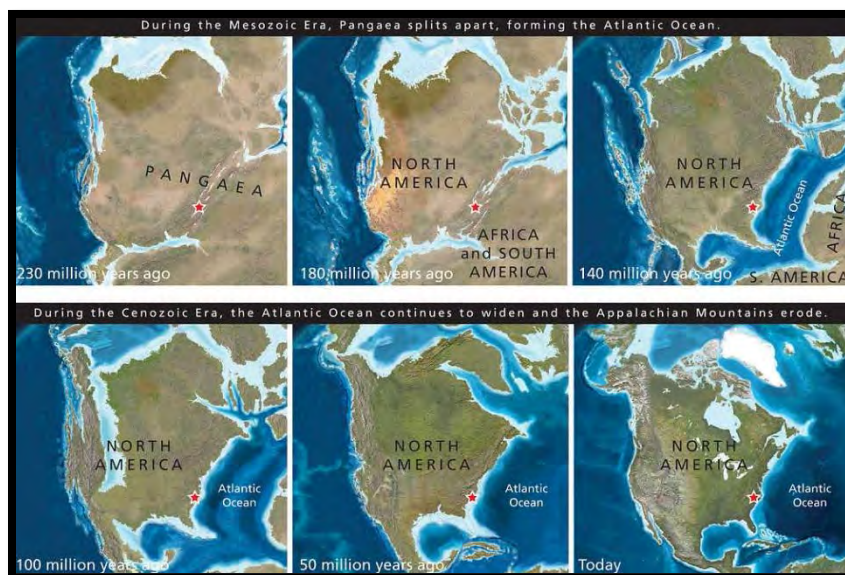 During the Mesozoic Era, Pangaea splits apart, forming the Atlantic Ocean.
PANGAEA
230 million years ago
NORTH
AMERICA
AFRICA
and SOUTH
AMERICA
180 million years ago
NORTH
AMERICA
Atlantic Ocean
AFRICA
S. AMERICA
140 million years ago
During the Cenozoic Era, the Atlantic Ocean continues to widen and the Appalachian Mountains erode.
NORTH
AMERICA
Atlantic
Ocean
100 million years ago
NORTH
AMERICA
Atlantic
Ocean
50 million years ago
NORTH
AMERICA
Atlantic
Ocean
Today